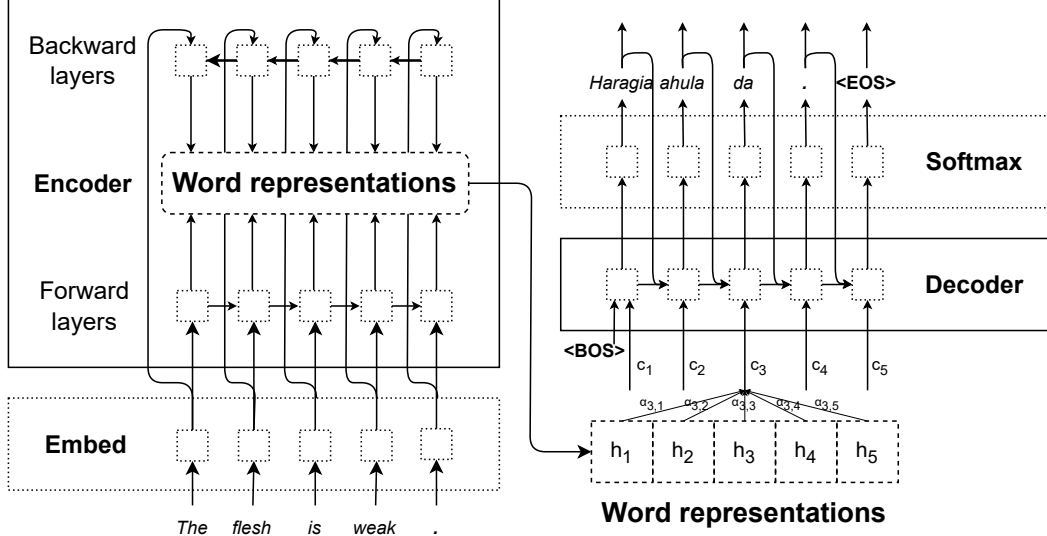 Backward
layers
Encoder
Word representations
Forward
layers
Embed
The flesh is weak .
Haragia ahula da . <EOS>
Softmax
Decoder
<BOS>
c1 c2 c3 c4 c5
α3,1 α3,2 α3,3 α3,4 α3,5
h1 h2 h3 h4 h5
Word representations